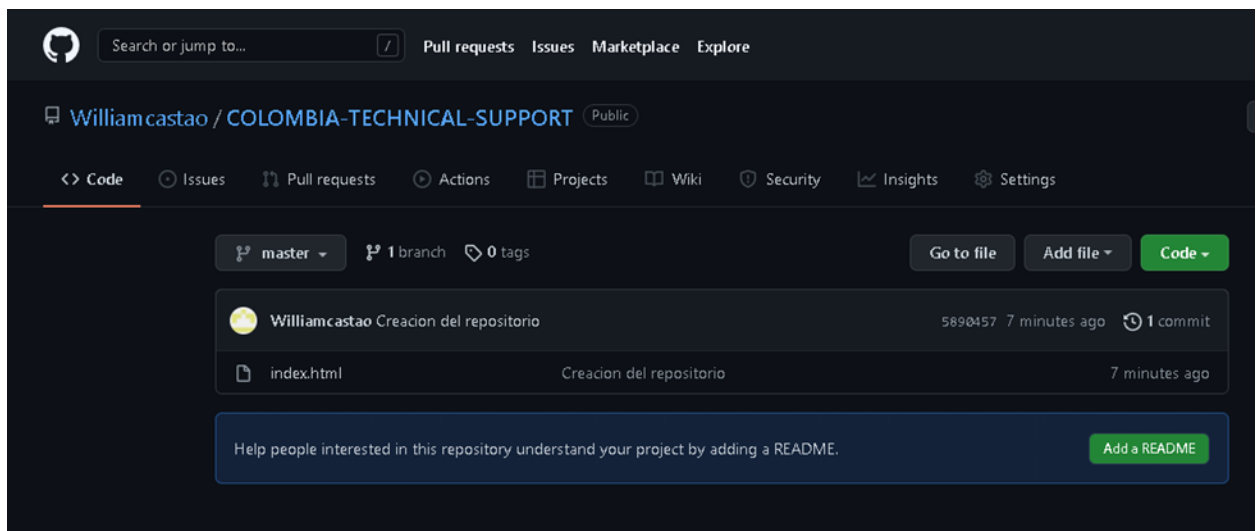 Search or jump to... / Pull requests Issues Marketplace Explore
Williamcastao / COLOMBIA-TECHNICAL-SUPPORT Public
<> Code Issues Pull requests Actions Projects Wiki Security Insights Settings
master 1 branch 0 tags Go to file Add file Code
Williamcastao Creacion del repositorio 5890457 7 minutes ago 1 commit
index.html Creacion del repositorio 7 minutes ago
Help people interested in this repository understand your project by adding a README. Add a README